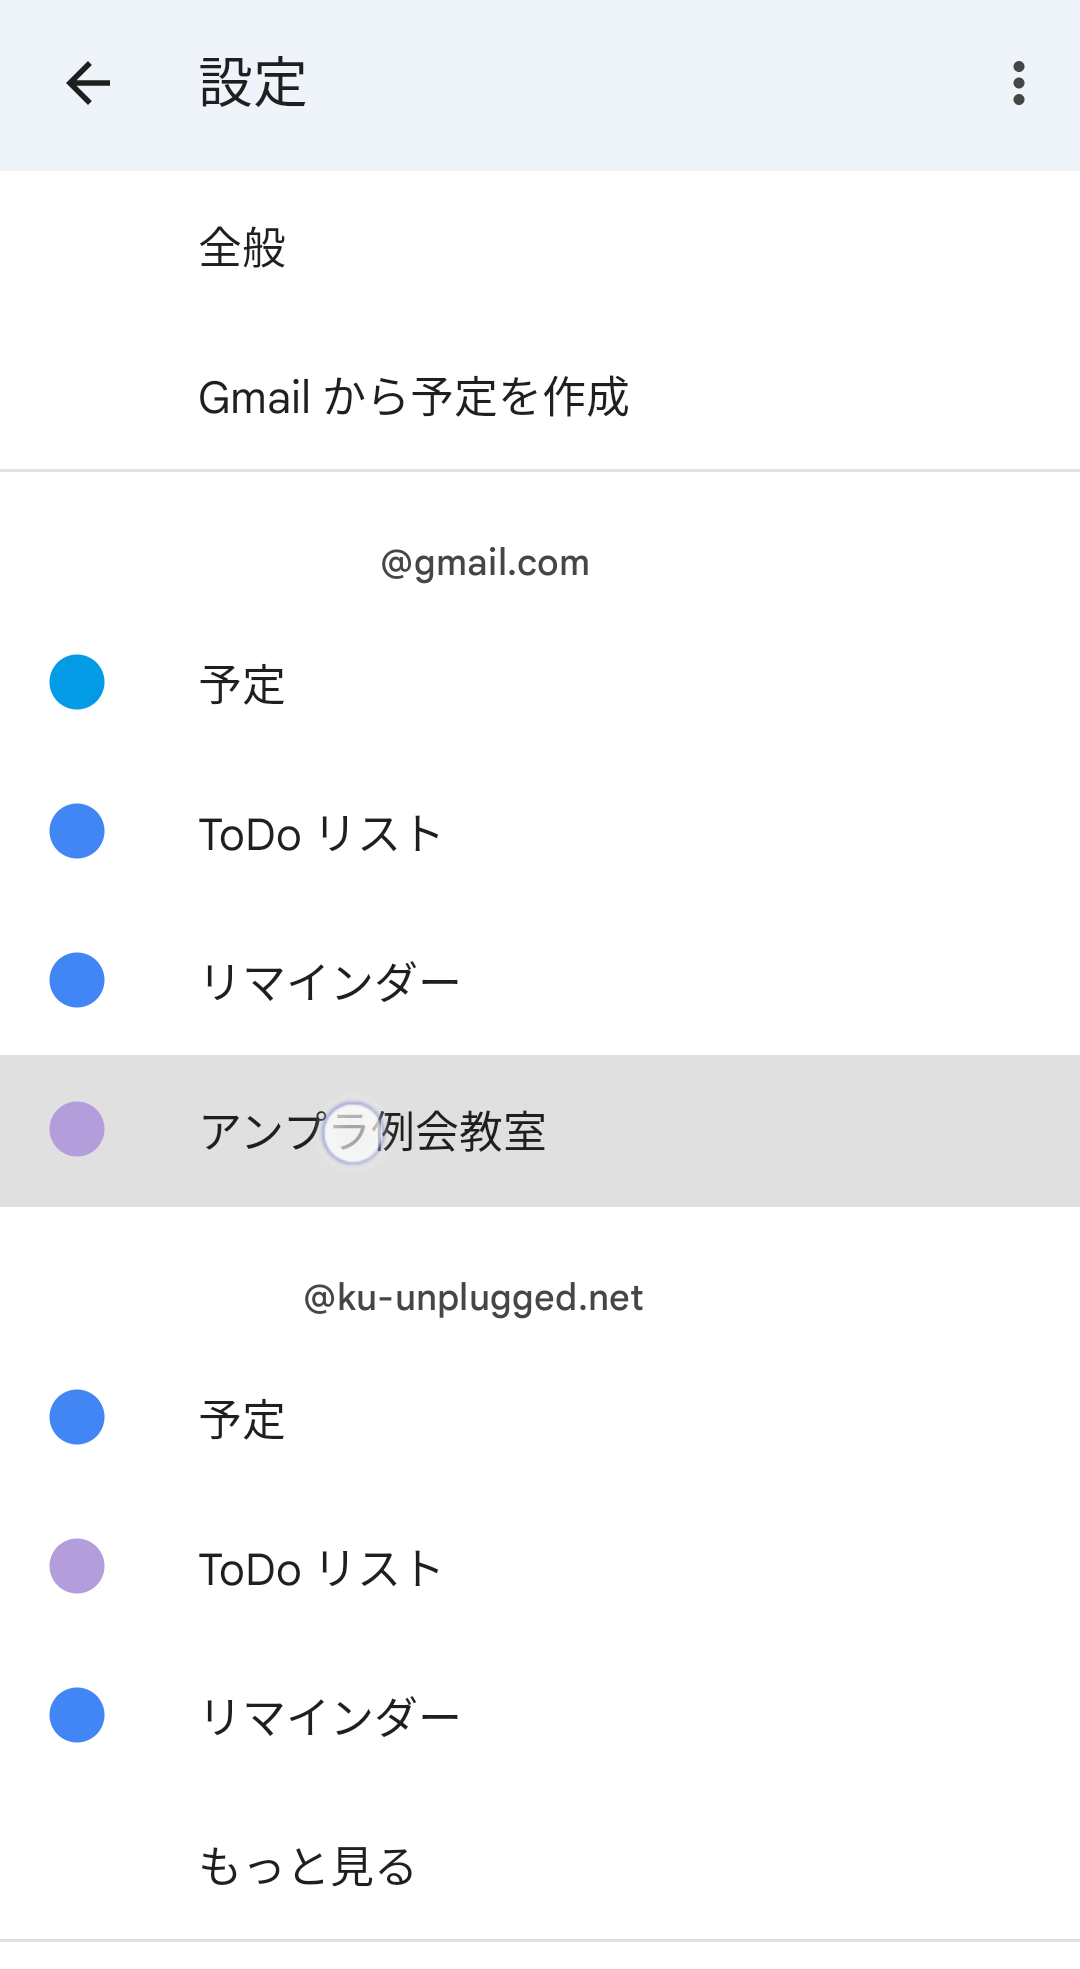 設定
全般
Gmail から予定を作成
@gmail.com
予定
ToDo リスト
リマインダー
アンプラ例会教室
@ku-unplugged.net
予定
ToDo リスト
リマインダー
もっと見る